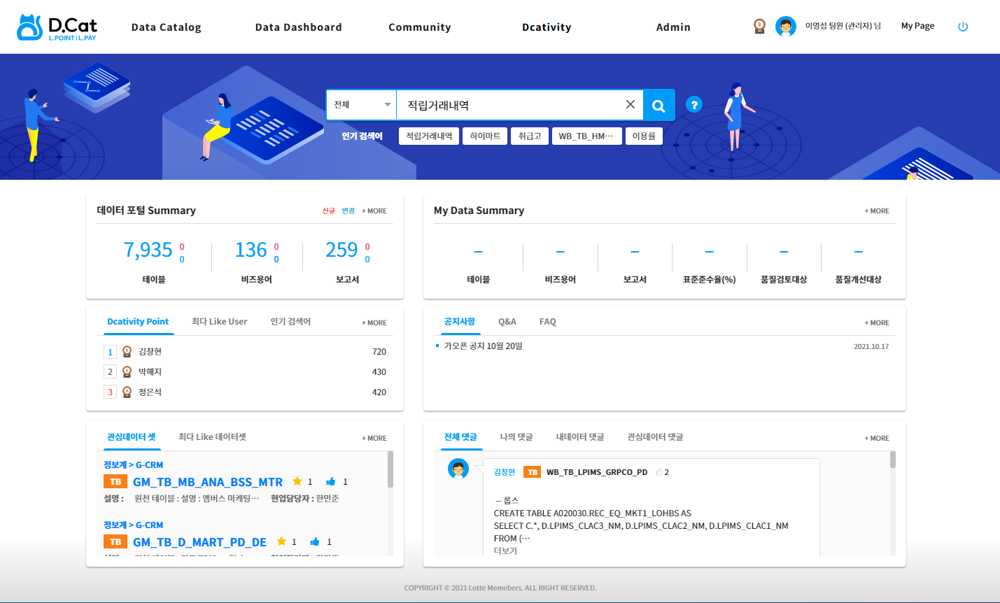 D.Cat
L.POINT | L.PAY
Data Catalog
Data Dashboard
Community
Dcativity
Admin
이영섭 팀원 (관리자) 님
My Page
전체
적립거래내역
?
인기 검색어
적립거래내역
하이마트
취급고
WB_TB_HM···
이용률
데이터 포털 Summary
신규 변경 + MORE
7,935 0 0
테이블
136 0 0
비즈용어
259 0 0
보고서
My Data Summary
+ MORE
–
테이블
–
비즈용어
–
보고서
–
표준준수율(%)
–
품질검토대상
–
품질개선대상
Dcativity Point
최다 Like User
인기 검색어
+ MORE
1 김창현 720
2 박해지 430
3 정은석 420
공지사항
Q&A
FAQ
+ MORE
가오픈 공지 10월 20일 2021.10.17
관심데이터 셋
최다 Like 데이터셋
+ MORE
정보계 > G-CRM
TB GM_TB_MB_ANA_BSS_MTR 1 1
설명 : 원천 테이블 : 설명 : 멤버스 마케팅··· 현업담당자 : 한만준
정보계 > G-CRM
TB GM_TB_D_MART_PD_DE 1 1
전체 댓글
나의 댓글
내데이터 댓글
관심데이터 댓글
+ MORE
김창현 TB WB_TB_LPIMS_GRPCO_PD 2
-- 롭스
CREATE TABLE A020030.REC_EQ_MKT1_LOHBS AS
SELECT C.*, D.LPIMS_CLAC3_NM, D.LPIMS_CLAC2_NM, D.LPIMS_CLAC1_NM
FROM (···
더보기
COPYRIGHT © 2021 Lotte Memebers. ALL RIGHT RESERVED.